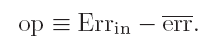 op ≡ Err_in − \overline{err}.